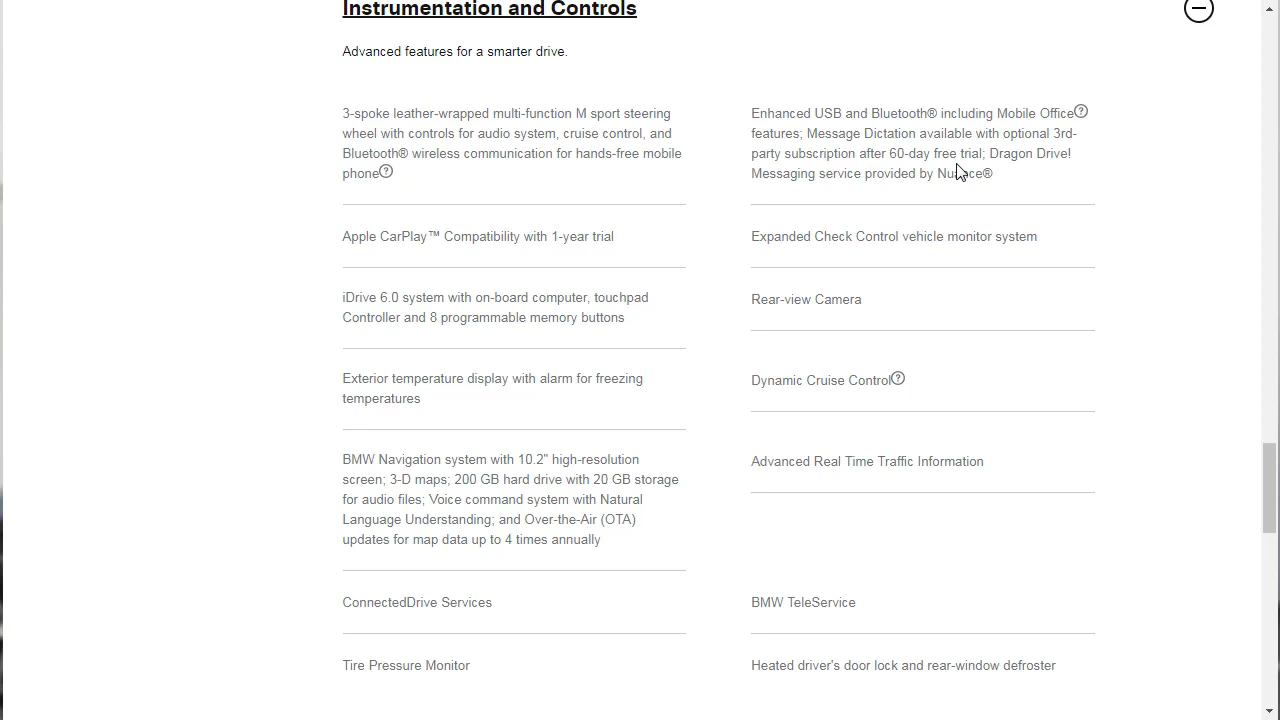 Instrumentation and Controls
Advanced features for a smarter drive.
3-spoke leather-wrapped multi-function M sport steering
wheel with controls for audio system, cruise control, and
Bluetooth® wireless communication for hands-free mobile
phone?
Enhanced USB and Bluetooth® including Mobile Office?
features; Message Dictation available with optional 3rd-
party subscription after 60-day free trial; Dragon Drive!
Messaging service provided by Nuance®
Apple CarPlay™ Compatibility with 1-year trial
Expanded Check Control vehicle monitor system
iDrive 6.0 system with on-board computer, touchpad
Controller and 8 programmable memory buttons
Rear-view Camera
Exterior temperature display with alarm for freezing
temperatures
Dynamic Cruise Control?
BMW Navigation system with 10.2" high-resolution
screen; 3-D maps; 200 GB hard drive with 20 GB storage
for audio files; Voice command system with Natural
Language Understanding; and Over-the-Air (OTA)
updates for map data up to 4 times annually
Advanced Real Time Traffic Information
ConnectedDrive Services
BMW TeleService
Tire Pressure Monitor
Heated driver's door lock and rear-window defroster